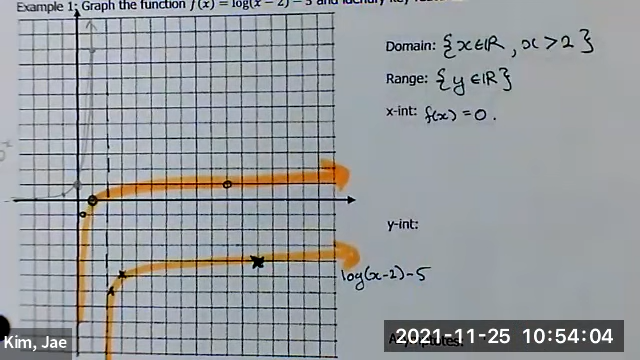 Example 1: Graph the function f(x) = log(x − 2) − 5 and identify key
Domain: {x∈ℝ, x>2}
Range: {y∈ℝ}
x-int: f(x) = 0.
y-int:
log(x-2)-5
Kim, Jae
2021-11-25 10:54:04